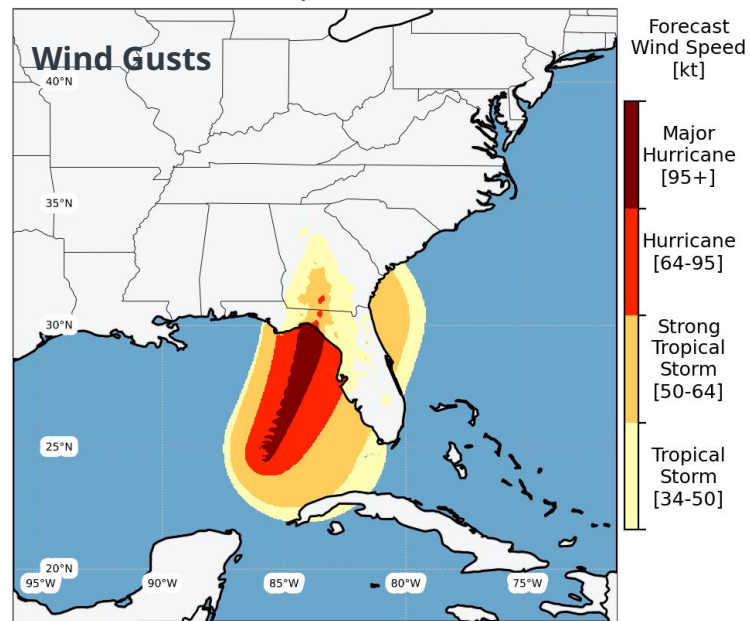 Wind Gusts
40°N
35°N
30°N
25°N
20°N
95°W
90°W
85°W
80°W
75°W
Forecast
Wind Speed
[kt]
Major
Hurricane
[95+]
Hurricane
[64-95]
Strong
Tropical
Storm
[50-64]
Tropical
Storm
[34-50]